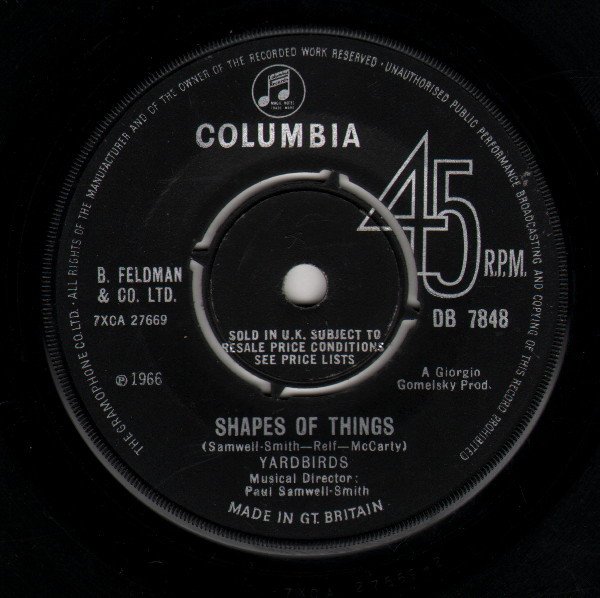 THE GRAMOPHONE CO. LTD. · ALL RIGHTS OF THE MANUFACTURER AND OF THE OWNER OF THE RECORDED WORK RESERVED · UNAUTHORISED PUBLIC PERFORMANCE BROADCASTING AND COPYING OF THIS RECORD PROHIBITED
COLUMBIA
45
R.P.M.
B. FELDMAN
& CO. LTD.
7XCA 27669
DB 7848
SOLD IN U.K. SUBJECT TO
RESALE PRICE CONDITIONS
SEE PRICE LISTS
℗ 1966
A Giorgio
Gomelsky Prod.
SHAPES OF THINGS
(Samwell-Smith—Relf—McCarty)
YARDBIRDS
Musical Director:
Paul Samwell-Smith
MADE IN GT. BRITAIN